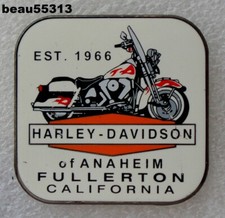 beau55313
EST. 1966
HARLEY-DAVIDSON
of ANAHEIM
FULLERTON
CALIFORNIA